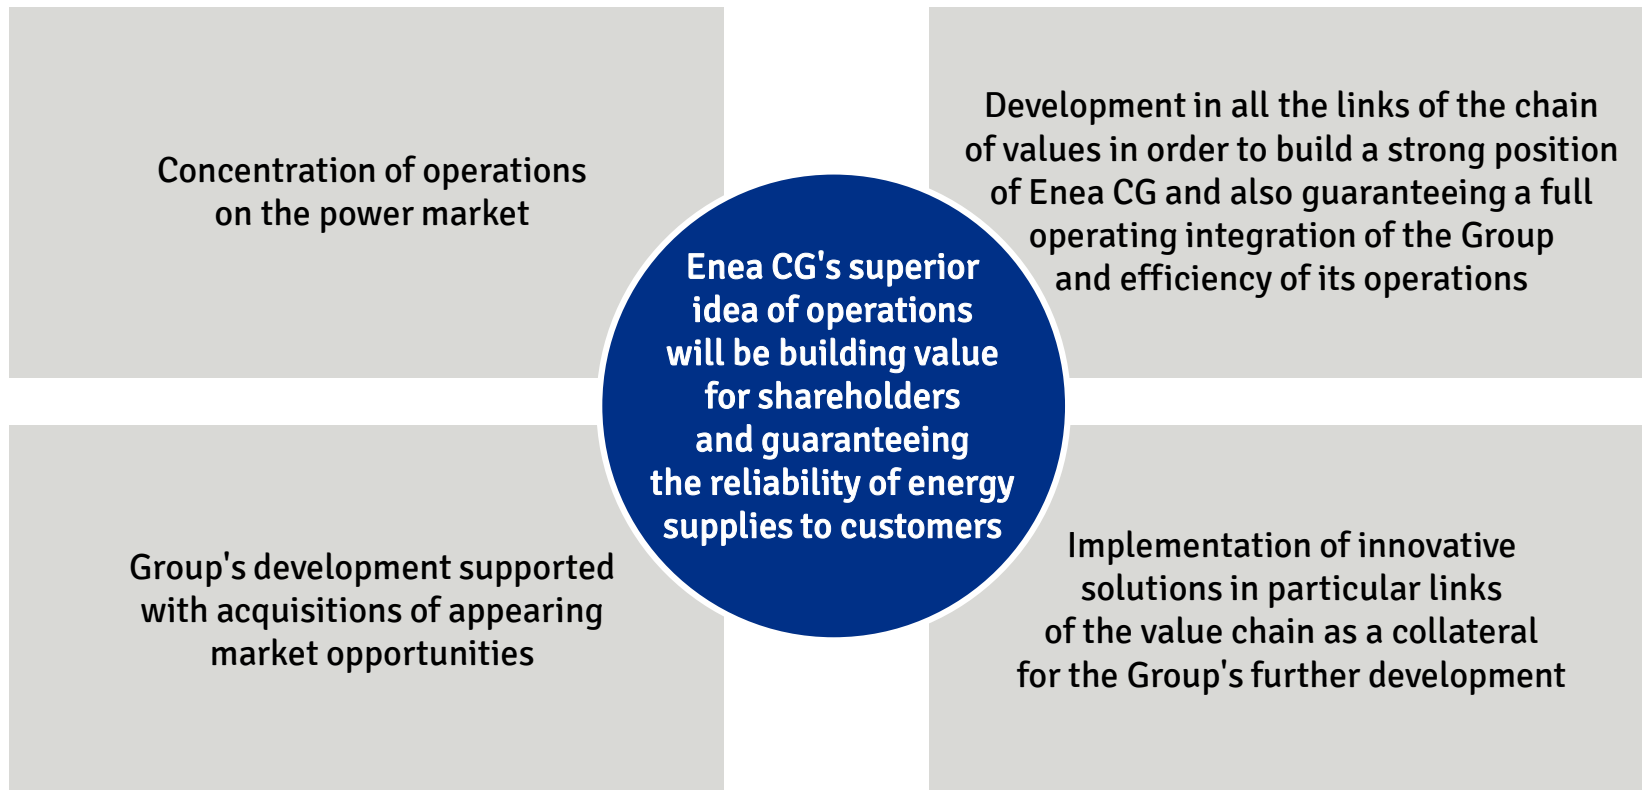 Concentration of operations
on the power market
Development in all the links of the chain
of values in order to build a strong position
of Enea CG and also guaranteeing a full
operating integration of the Group
and efficiency of its operations
Enea CG's superior
idea of operations
will be building value
for shareholders
and guaranteeing
the reliability of energy
supplies to customers
Group's development supported
with acquisitions of appearing
market opportunities
Implementation of innovative
solutions in particular links
of the value chain as a collateral
for the Group's further development